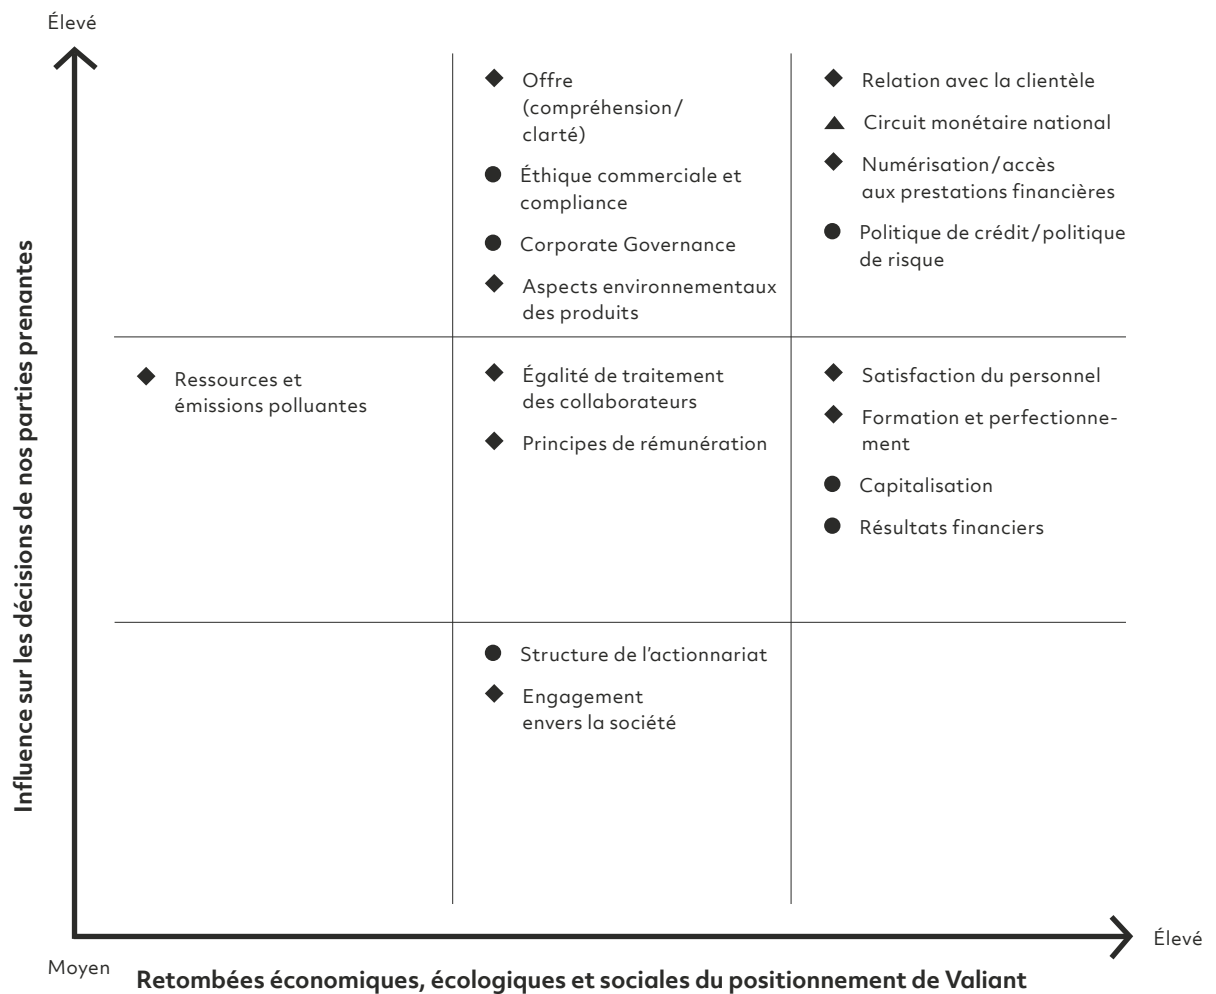 Élevé
Influence sur les décisions de nos parties prenantes
Offre
(compréhension/
clarté)
Éthique commerciale et
compliance
Corporate Governance
Aspects environnementaux
des produits
Relation avec la clientèle
Circuit monétaire national
Numérisation/accès
aux prestations financières
Politique de crédit/politique
de risque
Ressources et
émissions polluantes
Égalité de traitement
des collaborateurs
Principes de rémunération
Satisfaction du personnel
Formation et perfectionne-
ment
Capitalisation
Résultats financiers
Structure de l'actionnariat
Engagement
envers la société
Élevé
Moyen
Retombées économiques, écologiques et sociales du positionnement de Valiant